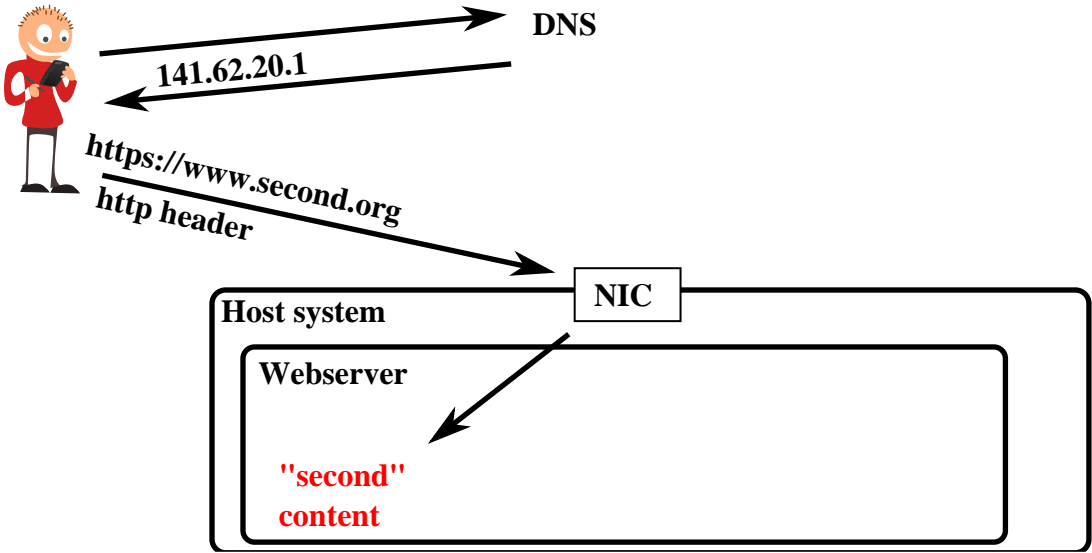 DNS
141.62.20.1
https://www.second.org
http header
NIC
Host system
Webserver
"second"
content